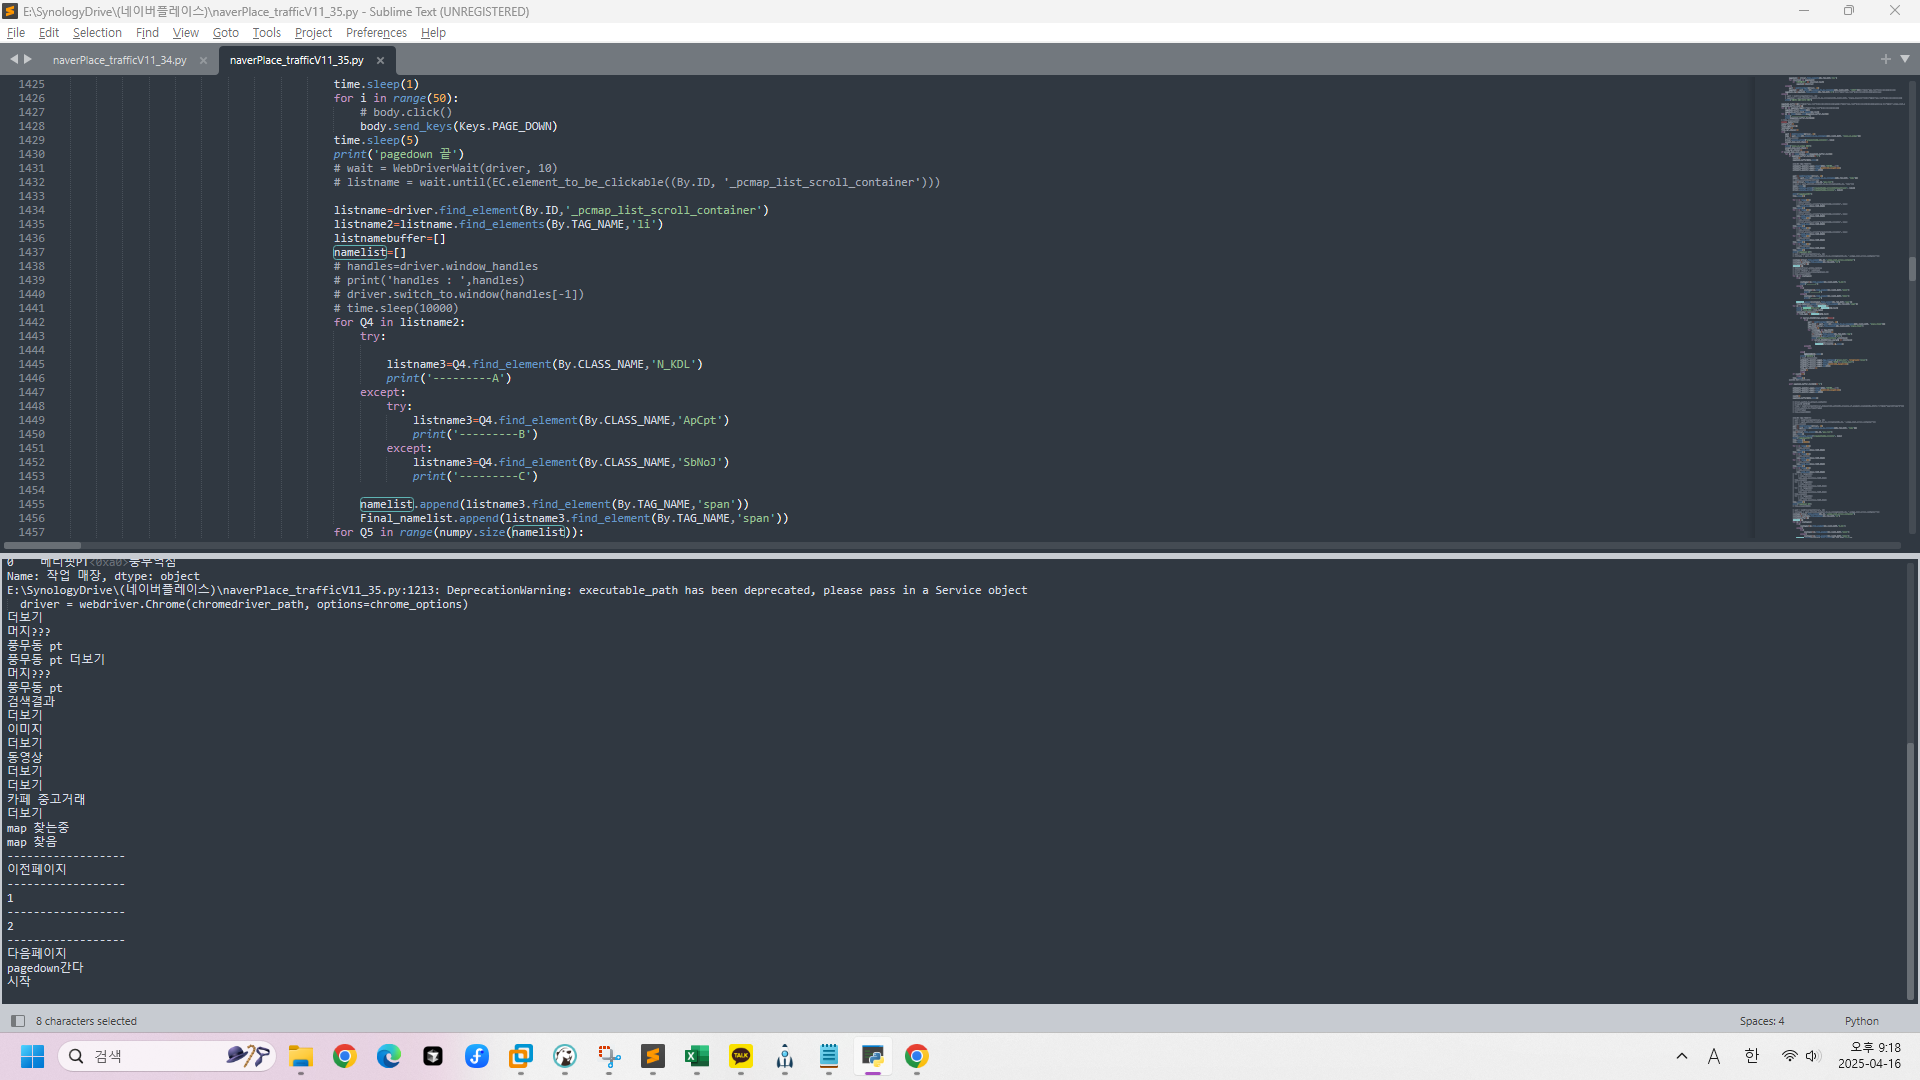 E:\SynologyDrive\(네이버플레이스)\naverPlace_trafficV11_35.py - Sublime Text (UNREGISTERED)
File Edit Selection Find View Goto Tools Project Preferences Help
naverPlace_trafficV11_34.py
naverPlace_trafficV11_35.py
1425 time.sleep(1)
1426 for i in range(50):
1427 # body.click()
1428 body.send_keys(Keys.PAGE_DOWN)
1429 time.sleep(5)
1430 print('pagedown 끝')
1431 # wait = WebDriverWait(driver, 10)
1432 # listname = wait.until(EC.element_to_be_clickable((By.ID, '_pcmap_list_scroll_container')))
1433
1434 listname=driver.find_element(By.ID,'_pcmap_list_scroll_container')
1435 listname2=listname.find_elements(By.TAG_NAME,'li')
1436 listnamebuffer=[]
1437 namelist=[]
1438 # handles=driver.window_handles
1439 # print('handles : ',handles)
1440 # driver.switch_to.window(handles[-1])
1441 # time.sleep(10000)
1442 for Q4 in listname2:
1443 try:
1444
1445 listname3=Q4.find_element(By.CLASS_NAME,'N_KDL')
1446 print('---------A')
1447 except:
1448 try:
1449 listname3=Q4.find_element(By.CLASS_NAME,'ApCpt')
1450 print('---------B')
1451 except:
1452 listname3=Q4.find_element(By.CLASS_NAME,'SbNoJ')
1453 print('---------C')
1454
1455 namelist.append(listname3.find_element(By.TAG_NAME,'span'))
1456 Final_namelist.append(listname3.find_element(By.TAG_NAME,'span'))
1457 for Q5 in range(numpy.size(namelist)):
0 메디핏PT<0xa0>풍무역점
Name: 작업 매장, dtype: object
E:\SynologyDrive\(네이버플레이스)\naverPlace_trafficV11_35.py:1213: DeprecationWarning: executable_path has been deprecated, please pass in a Service object
driver = webdriver.Chrome(chromedriver_path, options=chrome_options)
더보기
머지???
풍무동 pt
풍무동 pt 더보기
머지???
풍무동 pt
검색결과
더보기
이미지
더보기
동영상
더보기
더보기
카페 중고거래
더보기
map 찾는중
map 찾음
------------------
이전페이지
------------------
1
------------------
2
------------------
다음페이지
pagedown간다
시작
8 characters selected
Spaces: 4
Python
검색
TALK
A
한
오후 9:18
2025-04-16